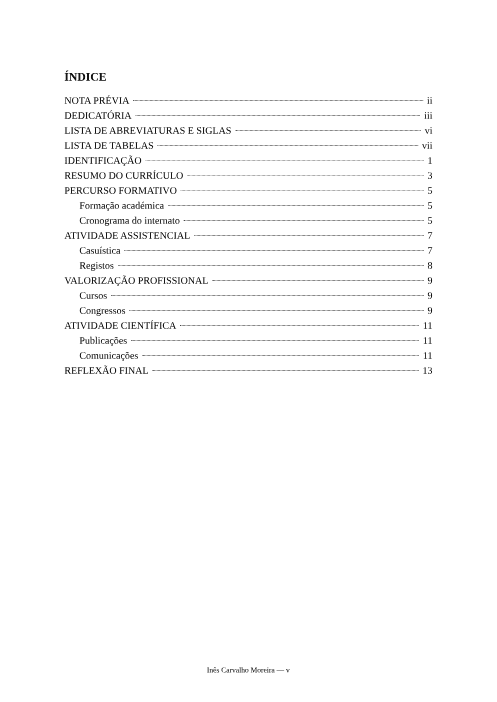 ÍNDICE
NOTA PRÉVIA ii
DEDICATÓRIA iii
LISTA DE ABREVIATURAS E SIGLAS vi
LISTA DE TABELAS vii
IDENTIFICAÇÃO 1
RESUMO DO CURRÍCULO 3
PERCURSO FORMATIVO 5
Formação académica 5
Cronograma do internato 5
ATIVIDADE ASSISTENCIAL 7
Casuística 7
Registos 8
VALORIZAÇÃO PROFISSIONAL 9
Cursos 9
Congressos 9
ATIVIDADE CIENTÍFICA 11
Publicações 11
Comunicações 11
REFLEXÃO FINAL 13
Inês Carvalho Moreira — v